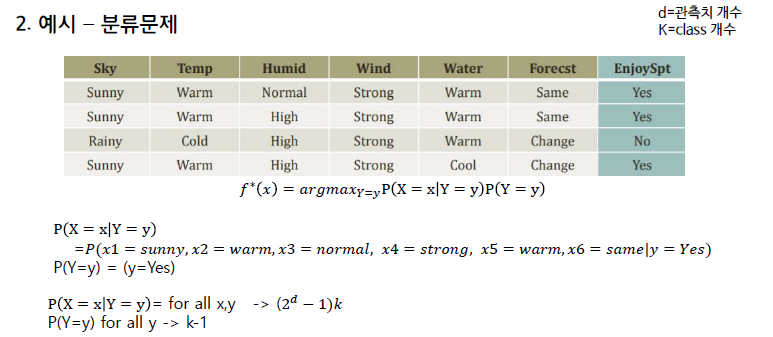 2. 예시 – 분류문제
d=관측치 개수
K=class 개수
Sky Temp Humid Wind Water Forecst EnjoySpt
Sunny Warm Normal Strong Warm Same Yes
Sunny Warm High Strong Warm Same Yes
Rainy Cold High Strong Warm Change No
Sunny Warm High Strong Cool Change Yes
f*(x) = argmax_{Y=y}P(X = x|Y = y)P(Y = y)
P(X = x|Y = y)
=P(x1 = sunny, x2 = warm, x3 = normal, x4 = strong, x5 = warm, x6 = same|y = Yes)
P(Y=y) = (y=Yes)
P(X = x|Y = y)= for all x,y -> (2^d − 1)k
P(Y=y) for all y -> k-1